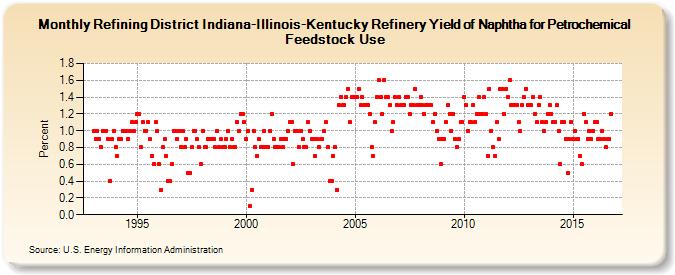 Monthly Refining District Indiana-Illinois-Kentucky Refinery Yield of Naphtha for Petrochemical
Feedstock Use
Percent
1.8
1.6
1.4
1.2
1.0
0.8
0.6
0.4
0.2
0.0
1995 2000 2005 2010 2015
Source: U.S. Energy Information Administration